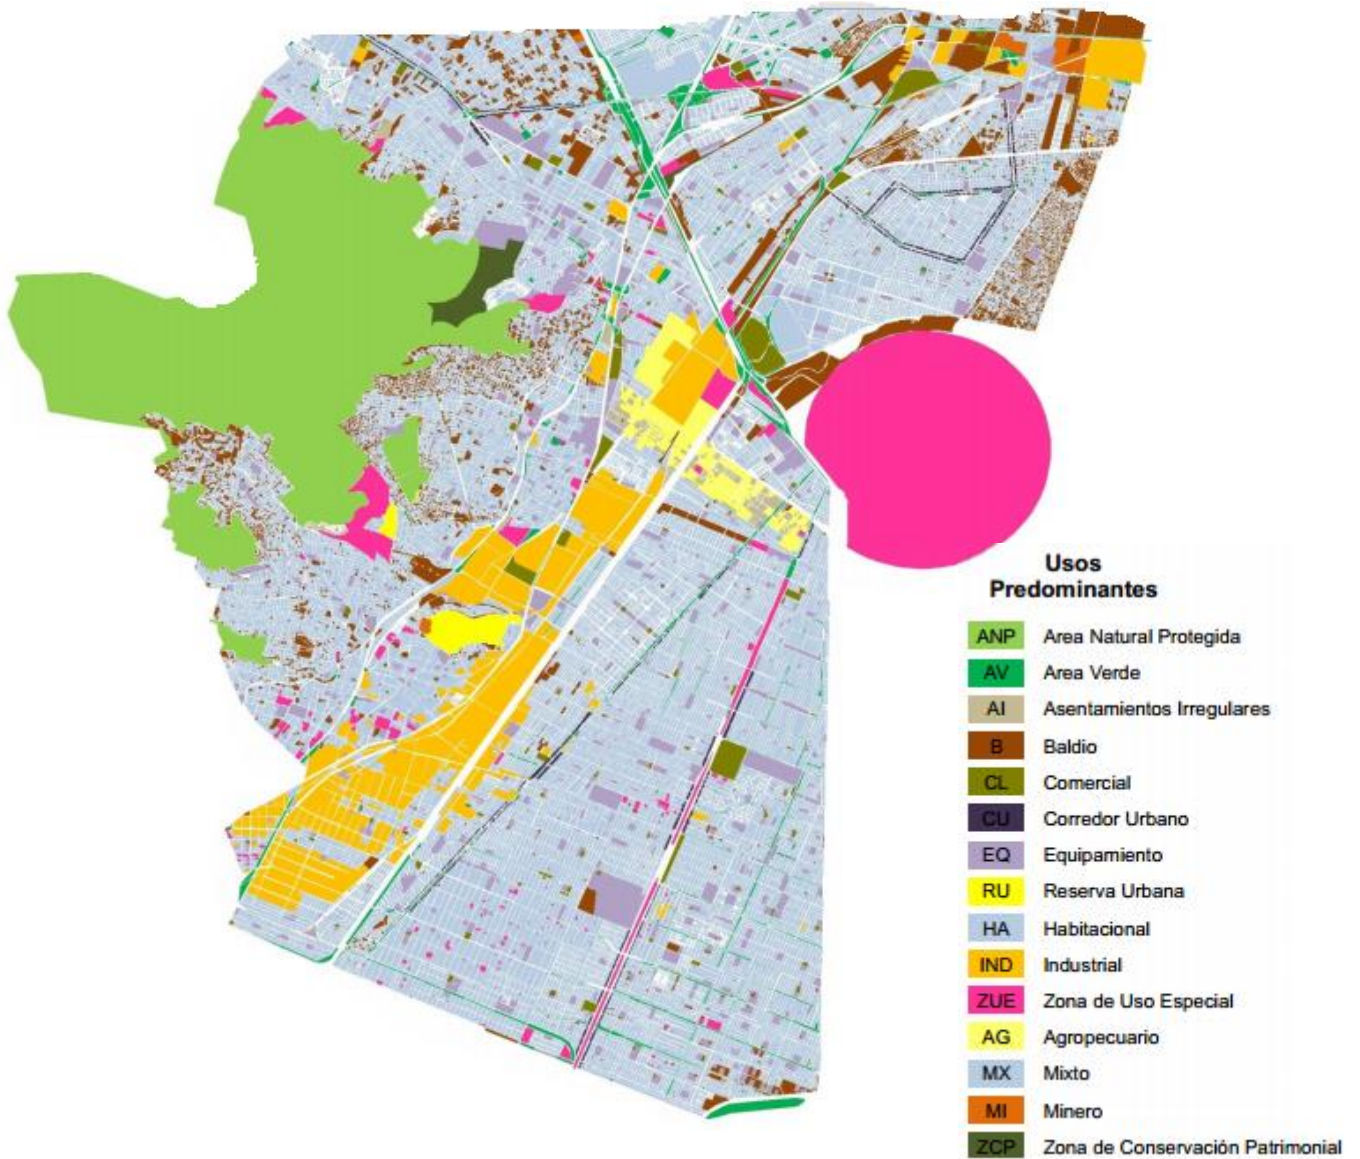 Usos
Predominantes
ANP Area Natural Protegida
AV Area Verde
AI Asentamientos Irregulares
B Baldio
CL Comercial
CU Corredor Urbano
EQ Equipamiento
RU Reserva Urbana
HA Habitacional
IND Industrial
ZUE Zona de Uso Especial
AG Agropecuario
MX Mixto
MI Minero
ZCP Zona de Conservación Patrimonial